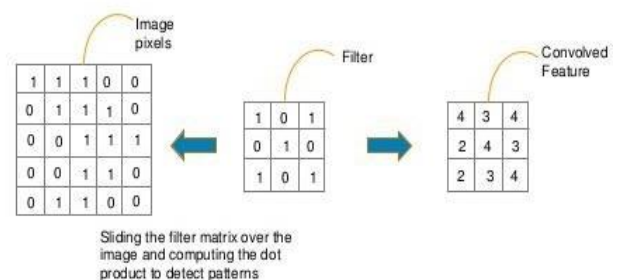 Image
pixels
Filter
Convolved
Feature
1 1 1 0 0
0 1 1 1 0
0 0 1 1 1
0 0 1 1 0
0 1 1 0 0
1 0 1
0 1 0
1 0 1
4 3 4
2 4 3
2 3 4
Sliding the filter matrix over the
image and computing the dot
product to detect patterns